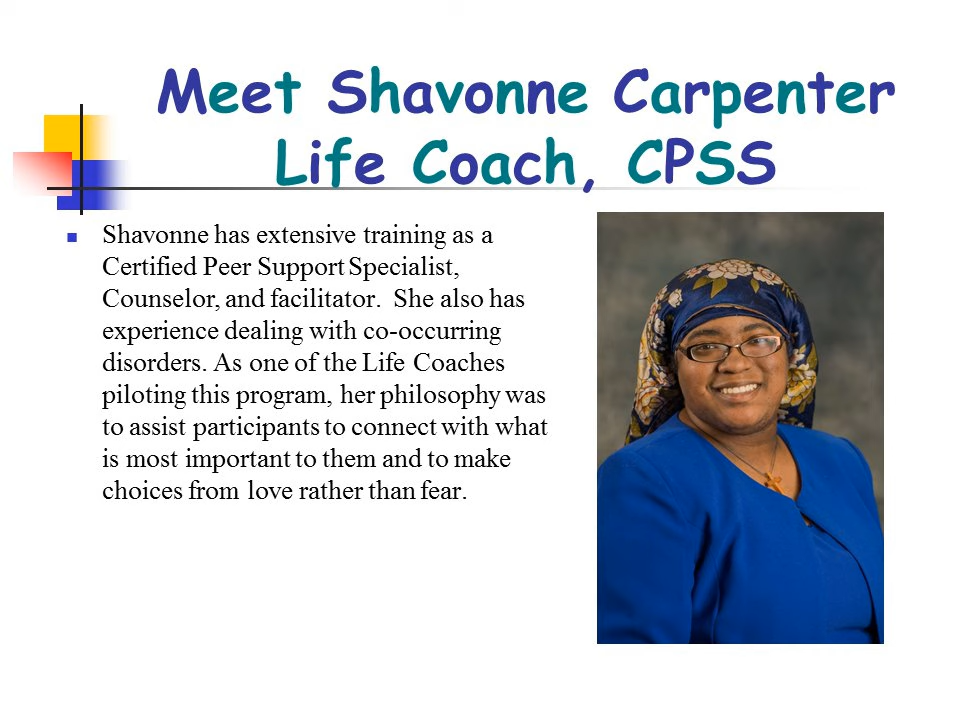 Meet Shavonne Carpenter
Life Coach, CPSS
Shavonne has extensive training as a
Certified Peer Support Specialist,
Counselor, and facilitator. She also has
experience dealing with co-occurring
disorders. As one of the Life Coaches
piloting this program, her philosophy was
to assist participants to connect with what
is most important to them and to make
choices from love rather than fear.